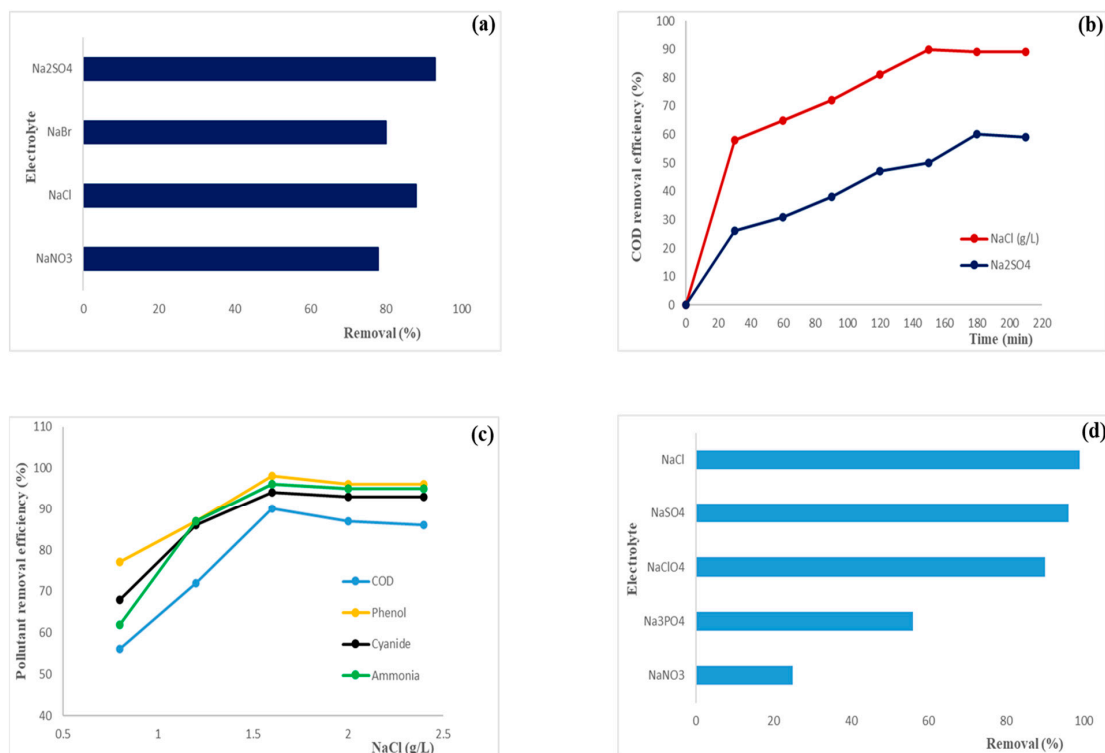 (a)
Electrolyte
Na2SO4
NaBr
NaCl
NaNO3
0 20 40 60 80 100
Removal (%)
(b)
COD removal efficiency (%)
100
90
80
70
60
50
40
30
20
10
0
NaCl (g/L)
Na2SO4
0 20 40 60 80 100 120 140 160 180 200 220
Time (min)
(c)
Pollutant removal efficiency (%)
110
100
90
80
70
60
50
40
COD
Phenol
Cyanide
Ammonia
0.5 1 1.5 2 2.5
NaCl (g/L)
(d)
Electrolyte
NaCl
NaSO4
NaClO4
Na3PO4
NaNO3
0 20 40 60 80 100
Removal (%)